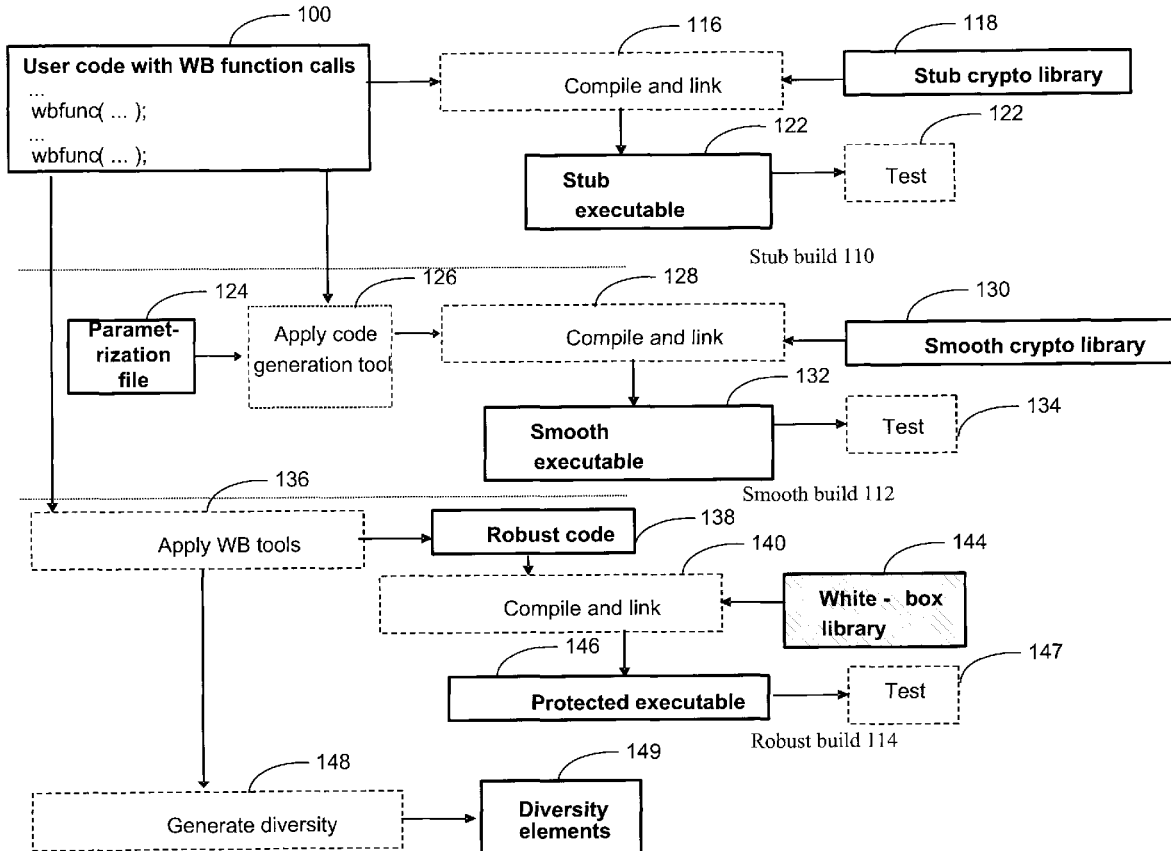 100
User code with WB function calls
...
wbfunc( ... );
...
wbfunc( ... );
116
Compile and link
118
Stub crypto library
122
Stub
executable
122
Test
Stub build 110
124
Paramet-
rization
file
126
Apply code
generation tool
128
Compile and link
130
Smooth crypto library
132
Smooth
executable
134
Test
Smooth build 112
136
Apply WB tools
138
Robust code
140
Compile and link
144
White - box
library
146
Protected executable
147
Test
Robust build 114
148
Generate diversity
149
Diversity
elements